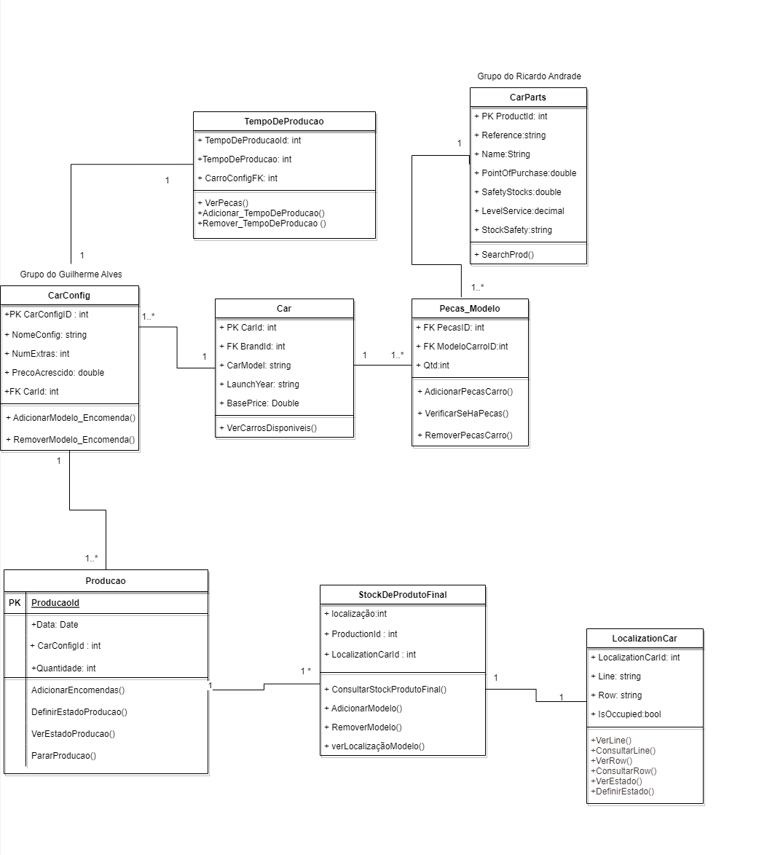 Grupo do Ricardo Andrade
CarParts
+ PK ProductId: int
+ Reference:string
+ Name:String
+ PointOfPurchase:double
+ SafetyStocks:double
+ LevelService:decimal
+ StockSafety:string
+ SearchProd()
1
1..*
TempoDeProducao
+ TempoDeProducaoId: int
+TempoDeProducao: int
+ CarroConfigFK: int
+ VerPecas()
+Adicionar_TempoDeProducao()
+Remover_TempoDeProducao ()
1
1
Grupo do Guilherme Alves
CarConfig
+PK CarConfigID : int
+ NomeConfig: string
+ NumExtras: int
+ PrecoAcrescido: double
+FK CarId: int
+ AdicionarModelo_Encomenda()
+ RemoverModelo_Encomenda()
1..*
1
Car
+ PK CarId: int
+ FK BrandId: int
+ CarModel: string
+ LaunchYear: string
+ BasePrice: Double
+ VerCarrosDisponiveis()
1
1..*
Pecas_Modelo
+ FK PecasID: int
+ FK ModeloCarroID:int
+ Qtd:int
+ AdicionarPecasCarro()
+ VerificarSeHaPecas()
+ RemoverPecasCarro()
1
1..*
Producao
PK
ProducaoId
+Data: Date
+ CarConfigId : int
+Quantidade: int
AdicionarEncomendas()
DefinirEstadoProducao()
VerEstadoProducao()
PararProducao()
1
1 *
StockDeProdutoFinal
+ localização:int
+ ProductionId : int
+ LocalizationCarId : int
+ ConsultarStockProdutoFinal()
+ AdicionarModelo()
+ RemoverModelo()
+ verLocalizaçãoModelo()
1
1
LocalizationCar
+ LocalizationCarId: int
+ Line: string
+ Row: string
+ IsOccupied:bool
+VerLine()
+ConsultarLine()
+VerRow()
+ConsultarRow()
+VerEstado()
+DefinirEstado()